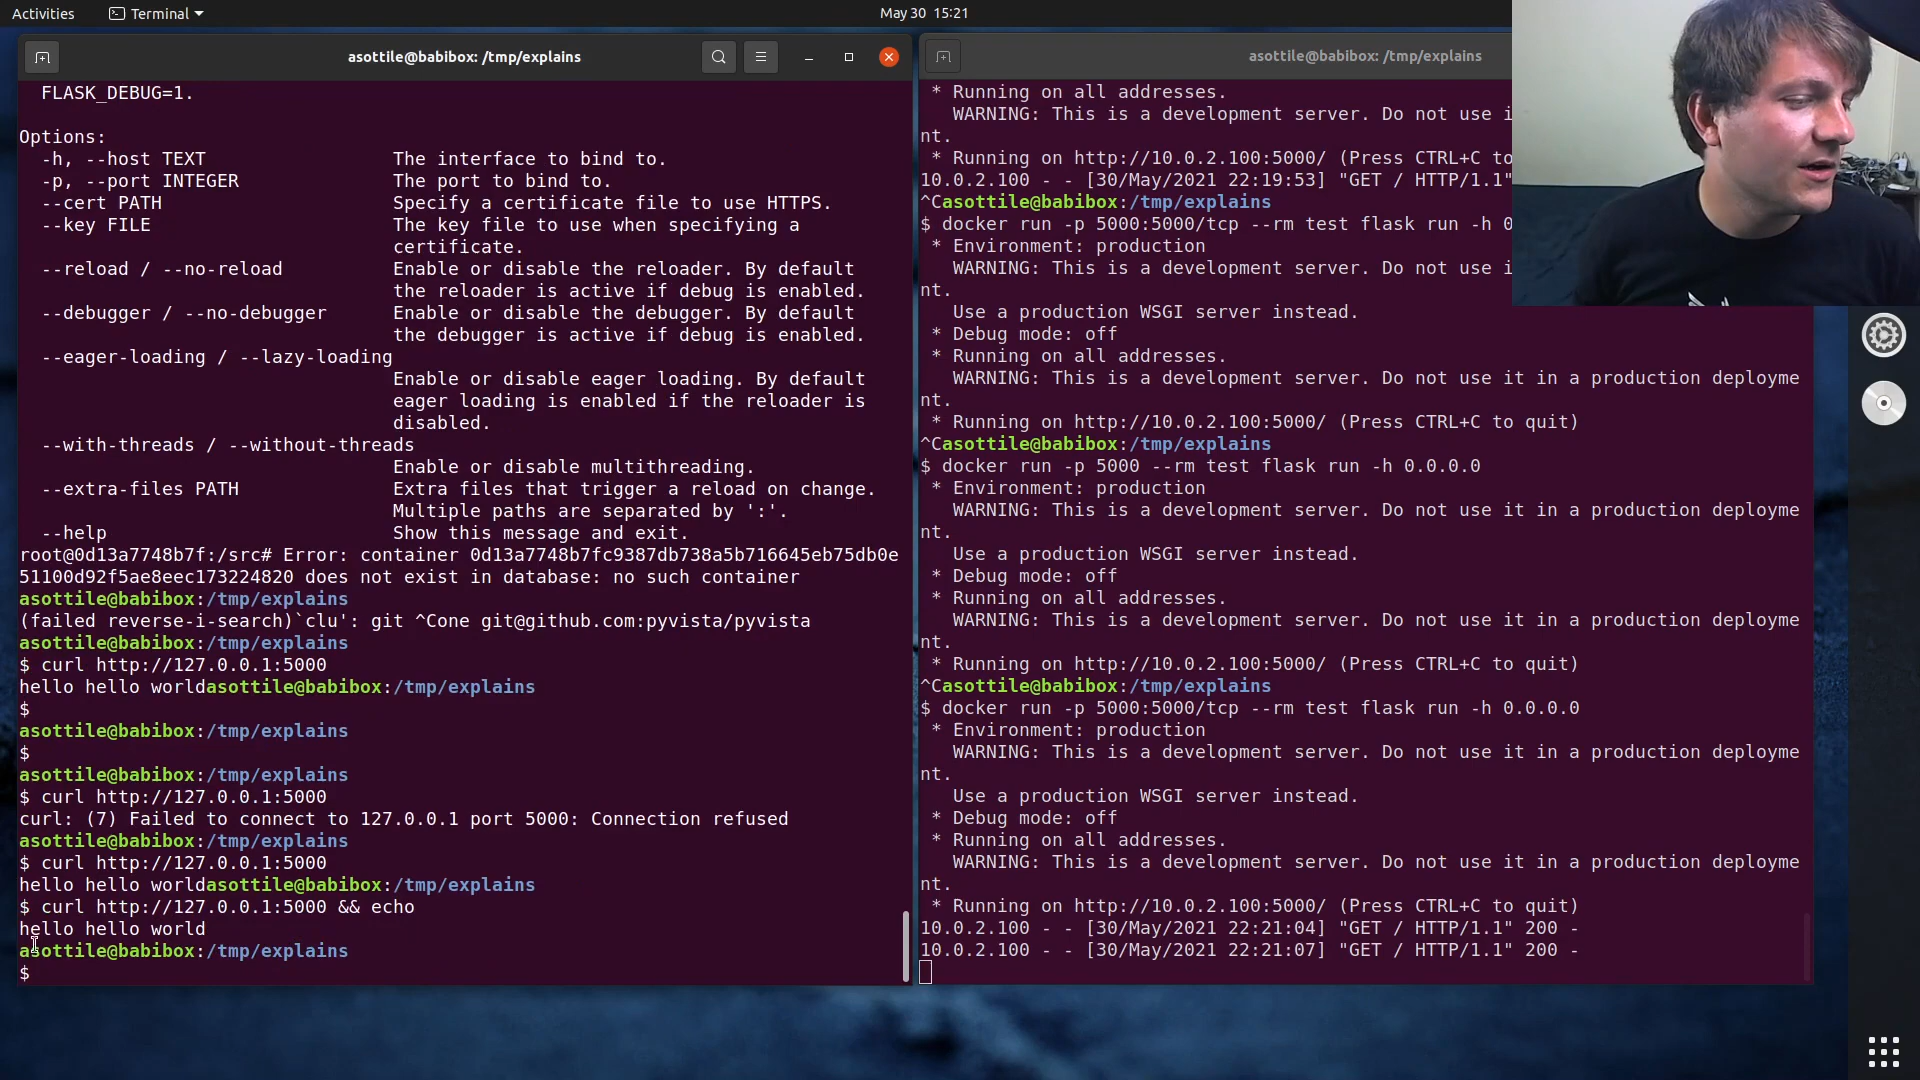 Activities
Terminal
May 30 15:21
asottile@babibox: /tmp/explains
FLASK_DEBUG=1.
Options:
-h, --host TEXT The interface to bind to.
-p, --port INTEGER The port to bind to.
--cert PATH Specify a certificate file to use HTTPS.
--key FILE The key file to use when specifying a
certificate.
--reload / --no-reload Enable or disable the reloader. By default
the reloader is active if debug is enabled.
--debugger / --no-debugger Enable or disable the debugger. By default
the debugger is active if debug is enabled.
--eager-loading / --lazy-loading
Enable or disable eager loading. By default
eager loading is enabled if the reloader is
disabled.
--with-threads / --without-threads
Enable or disable multithreading.
--extra-files PATH Extra files that trigger a reload on change.
Multiple paths are separated by ':'.
--help Show this message and exit.
root@0d13a7748b7f:/src# Error: container 0d13a7748b7fc9387db738a5b716645eb75db0e
51100d92f5ae8eec173224820 does not exist in database: no such container
asottile@babibox:/tmp/explains
(failed reverse-i-search)`clu': git ^Cone git@github.com:pyvista/pyvista
asottile@babibox:/tmp/explains
$ curl http://127.0.0.1:5000
hello hello worldasottile@babibox:/tmp/explains
$
asottile@babibox:/tmp/explains
$
asottile@babibox:/tmp/explains
$ curl http://127.0.0.1:5000
curl: (7) Failed to connect to 127.0.0.1 port 5000: Connection refused
asottile@babibox:/tmp/explains
$ curl http://127.0.0.1:5000
hello hello worldasottile@babibox:/tmp/explains
$ curl http://127.0.0.1:5000 && echo
hello hello world
asottile@babibox:/tmp/explains
$
asottile@babibox: /tmp/explains
* Running on all addresses.
WARNING: This is a development server. Do not use i
nt.
* Running on http://10.0.2.100:5000/ (Press CTRL+C to
10.0.2.100 - - [30/May/2021 22:19:53] "GET / HTTP/1.1"
^Casottile@babibox:/tmp/explains
$ docker run -p 5000:5000/tcp --rm test flask run -h 0
* Environment: production
WARNING: This is a development server. Do not use i
nt.
Use a production WSGI server instead.
* Debug mode: off
* Running on all addresses.
WARNING: This is a development server. Do not use it in a production deployme
nt.
* Running on http://10.0.2.100:5000/ (Press CTRL+C to quit)
^Casottile@babibox:/tmp/explains
$ docker run -p 5000 --rm test flask run -h 0.0.0.0
* Environment: production
WARNING: This is a development server. Do not use it in a production deployme
nt.
Use a production WSGI server instead.
* Debug mode: off
* Running on all addresses.
WARNING: This is a development server. Do not use it in a production deployme
nt.
* Running on http://10.0.2.100:5000/ (Press CTRL+C to quit)
^Casottile@babibox:/tmp/explains
$ docker run -p 5000:5000/tcp --rm test flask run -h 0.0.0.0
* Environment: production
WARNING: This is a development server. Do not use it in a production deployme
nt.
Use a production WSGI server instead.
* Debug mode: off
* Running on all addresses.
WARNING: This is a development server. Do not use it in a production deployme
nt.
* Running on http://10.0.2.100:5000/ (Press CTRL+C to quit)
10.0.2.100 - - [30/May/2021 22:21:04] "GET / HTTP/1.1" 200 -
10.0.2.100 - - [30/May/2021 22:21:07] "GET / HTTP/1.1" 200 -